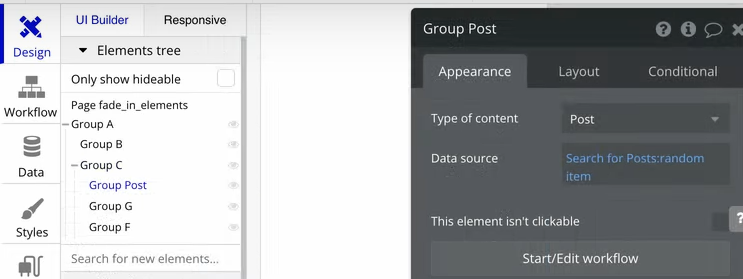 UI Builder
Responsive
Design
Elements tree
Only show hideable
Workflow
Page fade_in_elements
Group A
Group B
Group C
Group Post
Group G
Group F
Data
Styles
Search for new elements...
Group Post
Appearance
Layout
Conditional
Type of content
Post
Data source
Search for Posts:random
item
This element isn't clickable
?
Start/Edit workflow